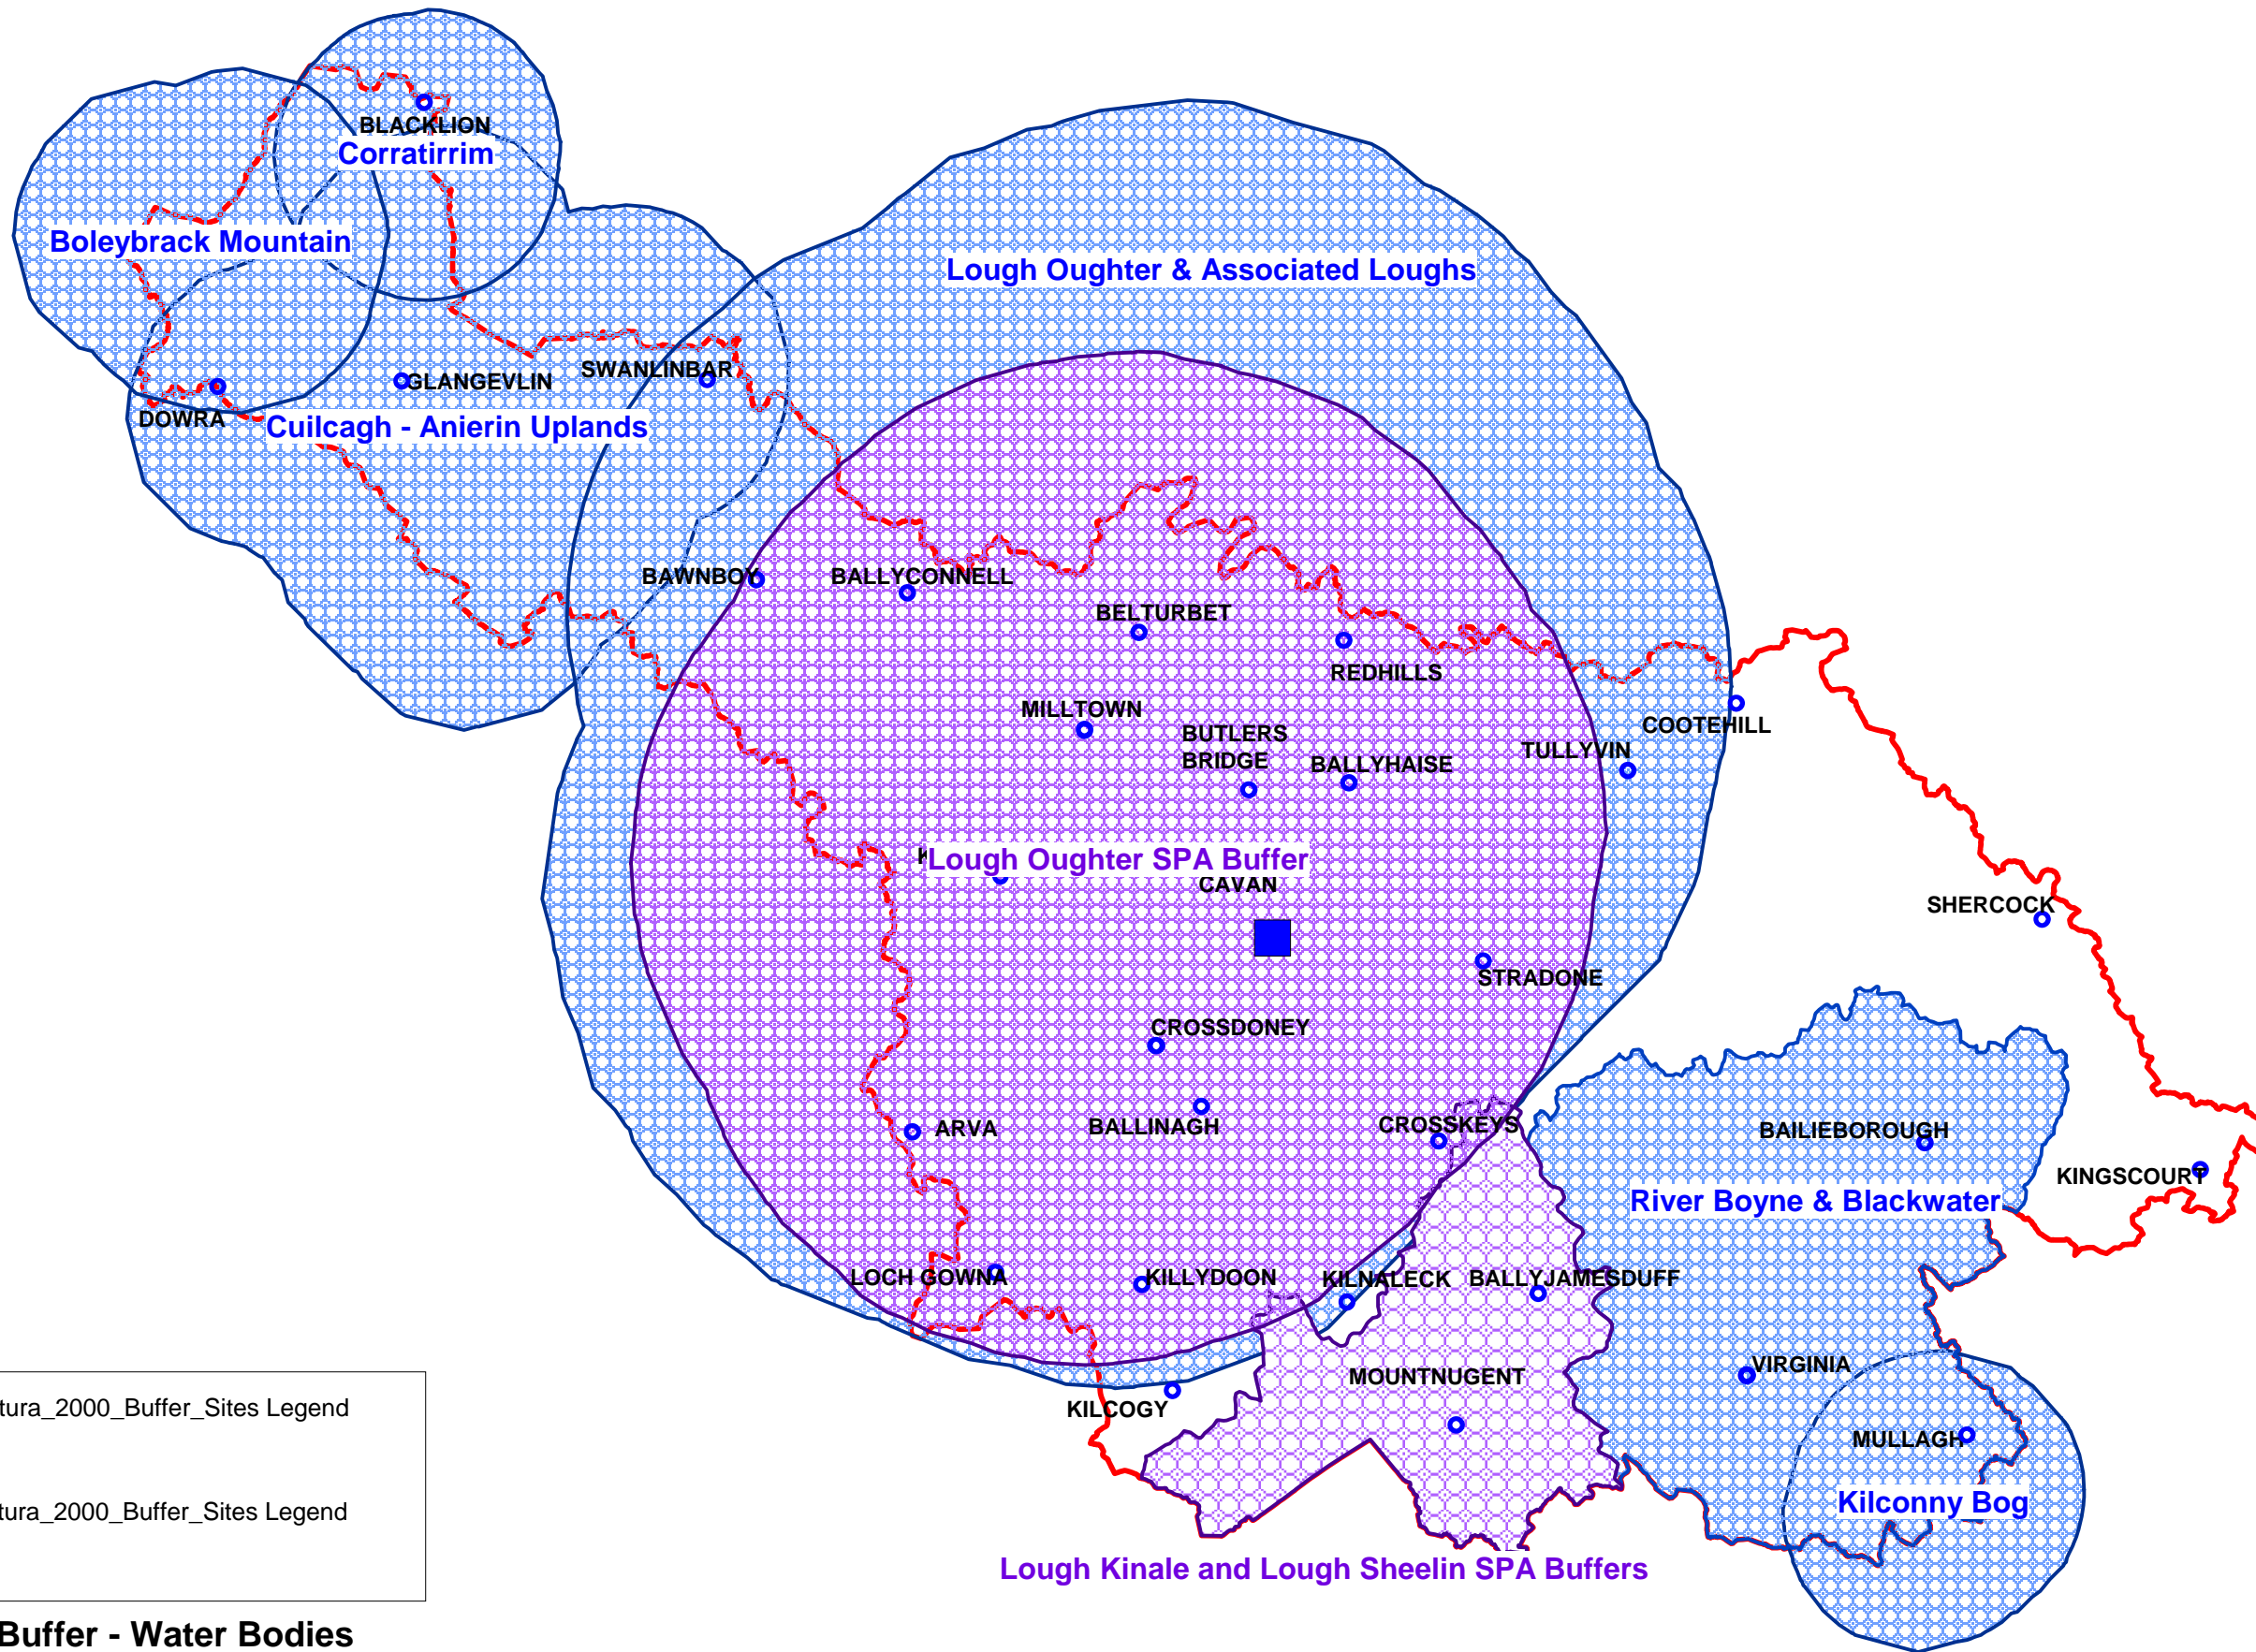 BLACKLION
Corratirrim
Boleybrack Mountain
Lough Oughter & Associated Loughs
SWANLINBAR
GLANGEVLIN
DOWRA
Cuilcagh - Anierin Uplands
BAWNBOY
BALLYCONNELL
BELTURBET
REDHILLS
MILLTOWN
COOTEHILL
BUTLERS
BRIDGE
BALLYHAISE
TULLYVIN
Lough Oughter SPA Buffer
CAVAN
SHERCOCK
STRADONE
CROSSDONEY
ARVA
BALLINAGH
CROSSKEYS
BAILIEBOROUGH
KINGSCOURT
River Boyne & Blackwater
LOCH GOWNA
KILLYDOON
KILNALECK
BALLYJAMESDUFF
VIRGINIA
MOUNTNUGENT
KILCOGY
MULLAGH
Kilconny Bog
tura_2000_Buffer_Sites Legend
tura_2000_Buffer_Sites Legend
Lough Kinale and Lough Sheelin SPA Buffers
Buffer - Water Bodies